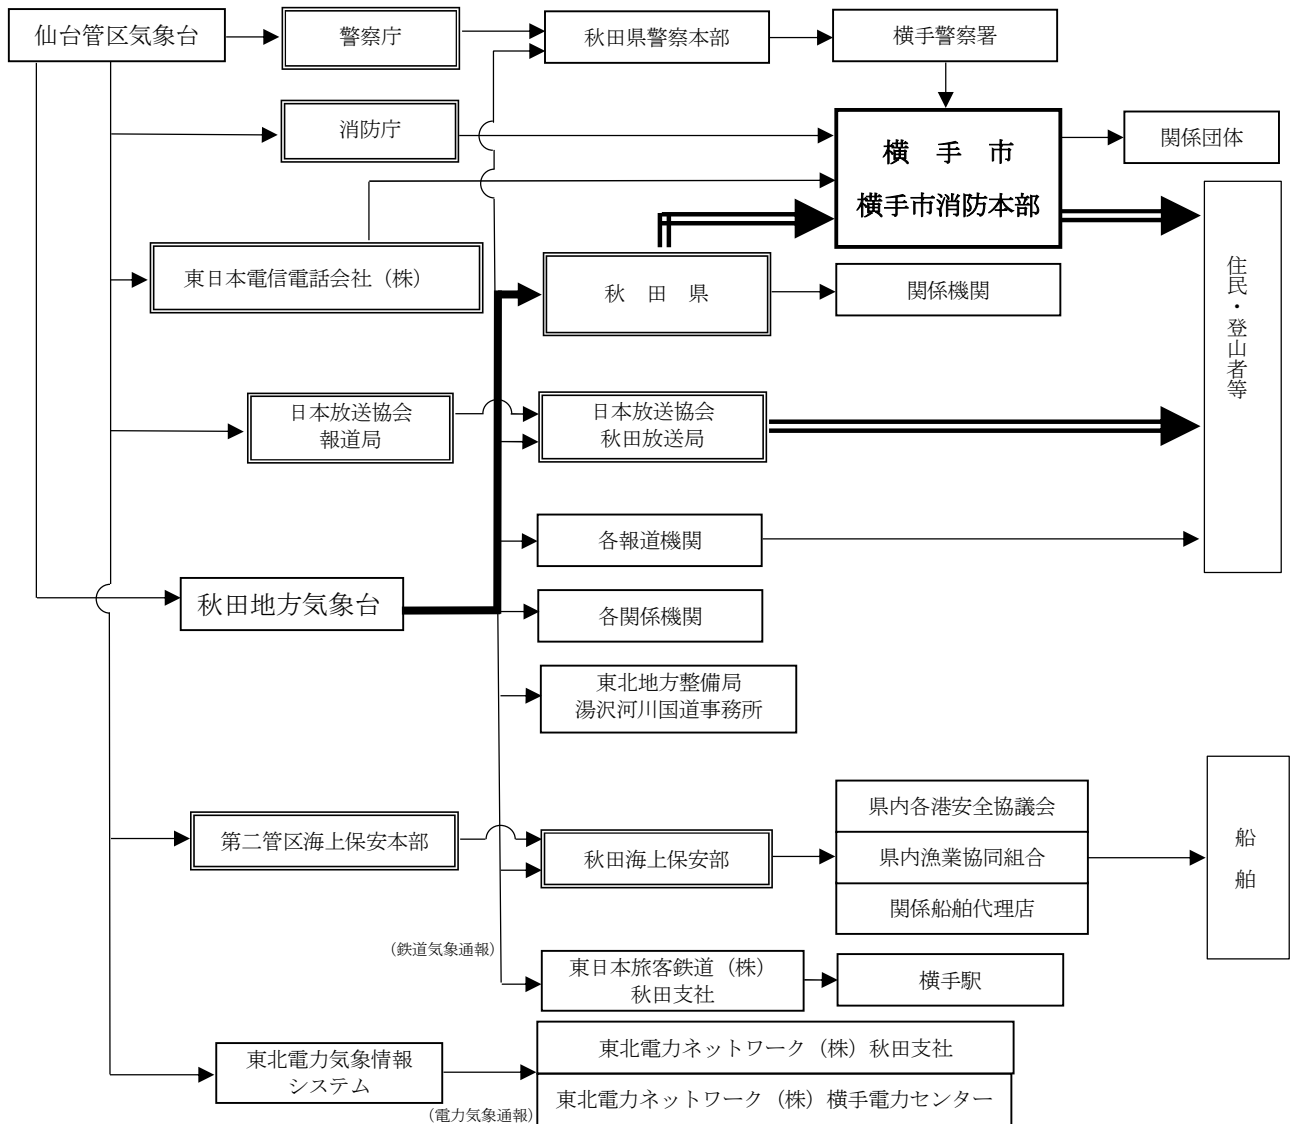 仙台管区気象台
警察庁
秋田県警察本部
横手警察署
消防庁
横　手　市
横手市消防本部
関係団体
東日本電信電話会社（株）
秋　田　県
関係機関
住民・登山者等
日本放送協会
報道局
日本放送協会
秋田放送局
各報道機関
秋田地方気象台
各関係機関
東北地方整備局
湯沢河川国道事務所
第二管区海上保安本部
秋田海上保安部
県内各港安全協議会
県内漁業協同組合
関係船舶代理店
船　舶
（鉄道気象通報）
東日本旅客鉄道（株）
秋田支社
横手駅
東北電力気象情報
システム
（電力気象通報）
東北電力ネットワーク（株）秋田支社
東北電力ネットワーク（株）横手電力センター